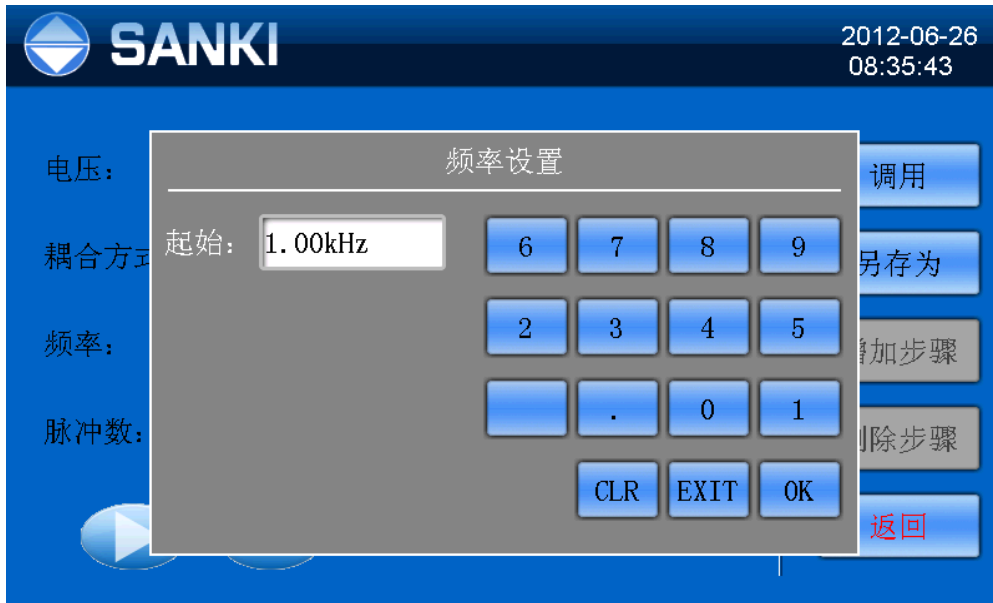 SANKI
2012-06-26
08:35:43
频率设置
电压:
起始: 1.00kHz
6 7 8 9
调用
耦合方式
另存为
频率:
2 3 4 5
增加步骤
脉冲数:
. 0 1
删除步骤
CLR EXIT OK
返回